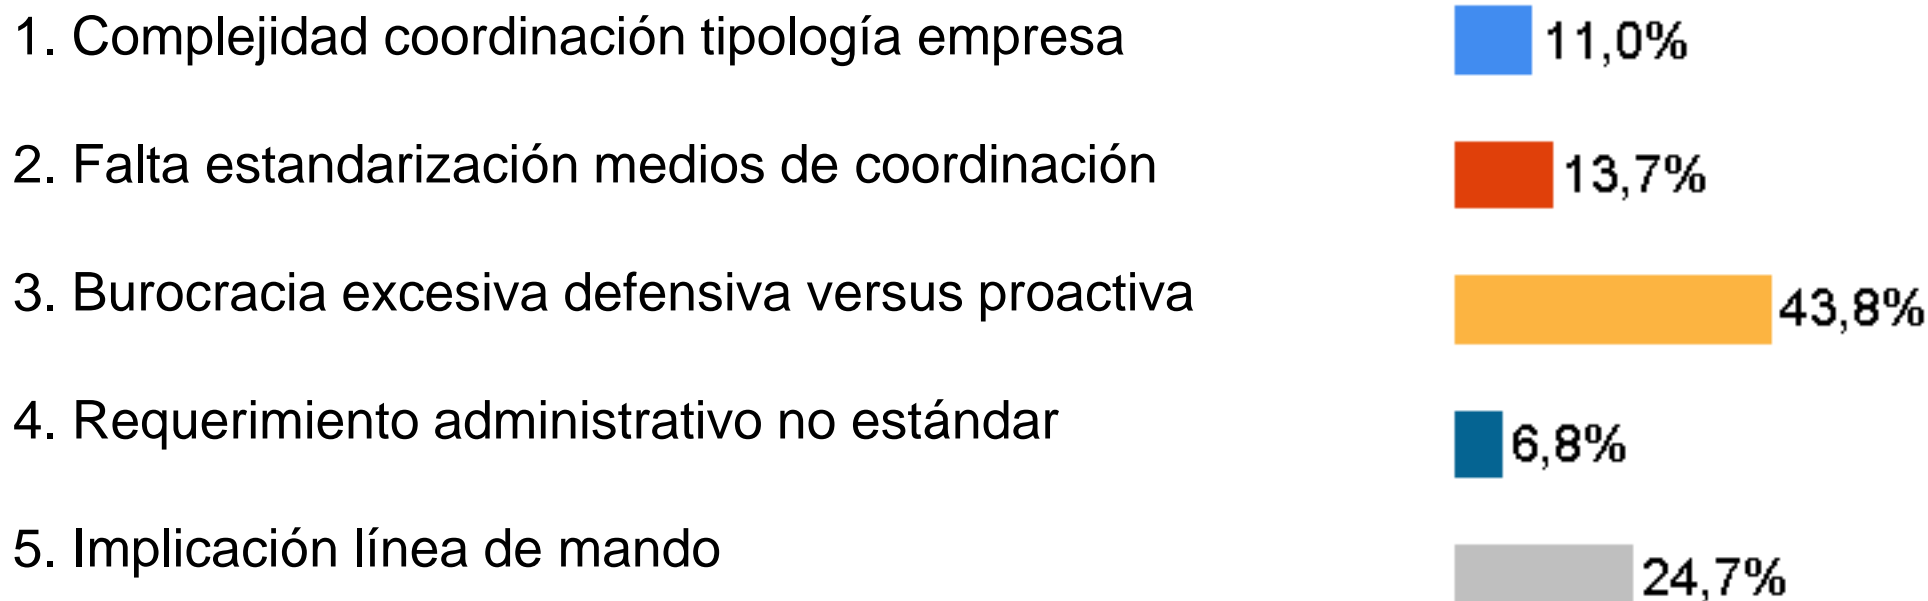 1. Complejidad coordinación tipología empresa 11,0%
2. Falta estandarización medios de coordinación 13,7%
3. Burocracia excesiva defensiva versus proactiva 43,8%
4. Requerimiento administrativo no estándar 6,8%
5. Implicación línea de mando 24,7%